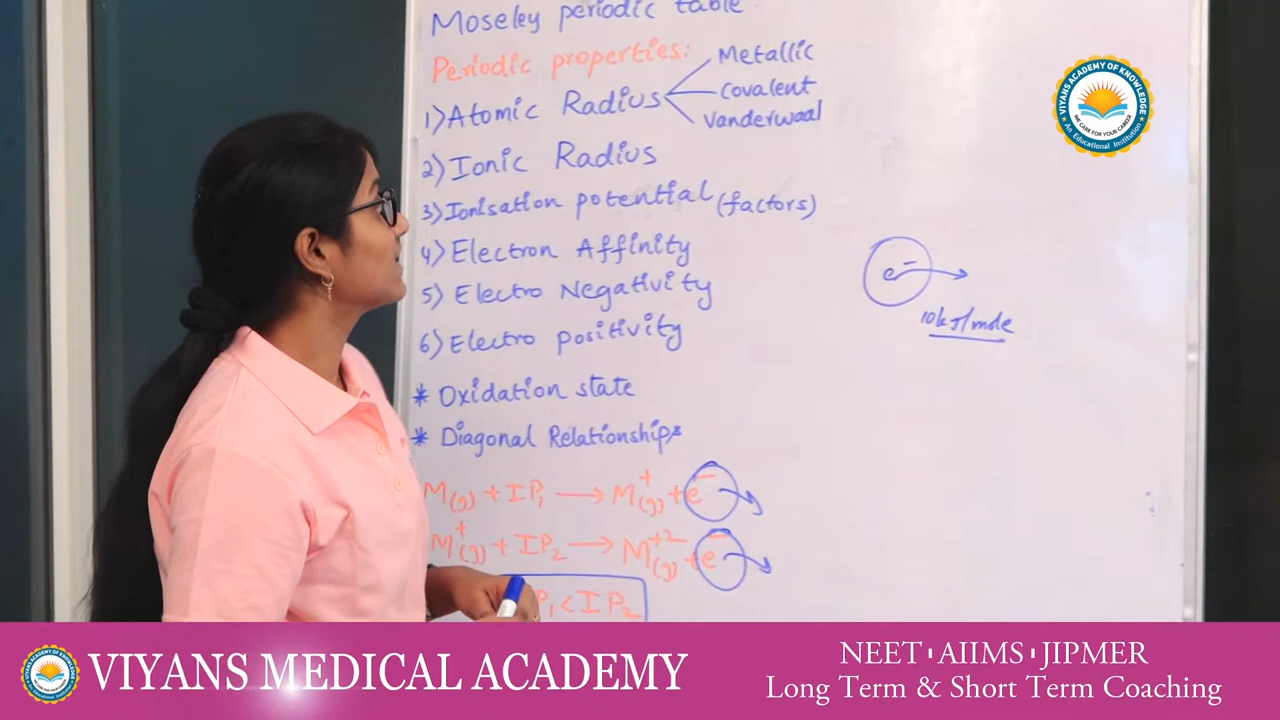 Moseley periodic table
Periodic properties:
1) Atomic Radius
Metallic
Covalent
Vanderwaal
2) Ionic Radius
3) Ionisation potential (factors)
4) Electron Affinity
5) Electro Negativity
6) Electro positivity
* Oxidation state
* Diagonal Relationships
M(g) + IP₁ → M⁺(g) + e⁻
M⁺(g) + IP₂ → M⁺²(g) + e⁻
P₁ < IP₂
e⁻
10kJ/mole
VIYANS ACADEMY OF KNOWLEDGE
WE CARE FOR YOUR CAREER
An Educational Institution
VIYANS MEDICAL ACADEMY
NEET ' AIIMS ' JIPMER
Long Term & Short Term Coaching